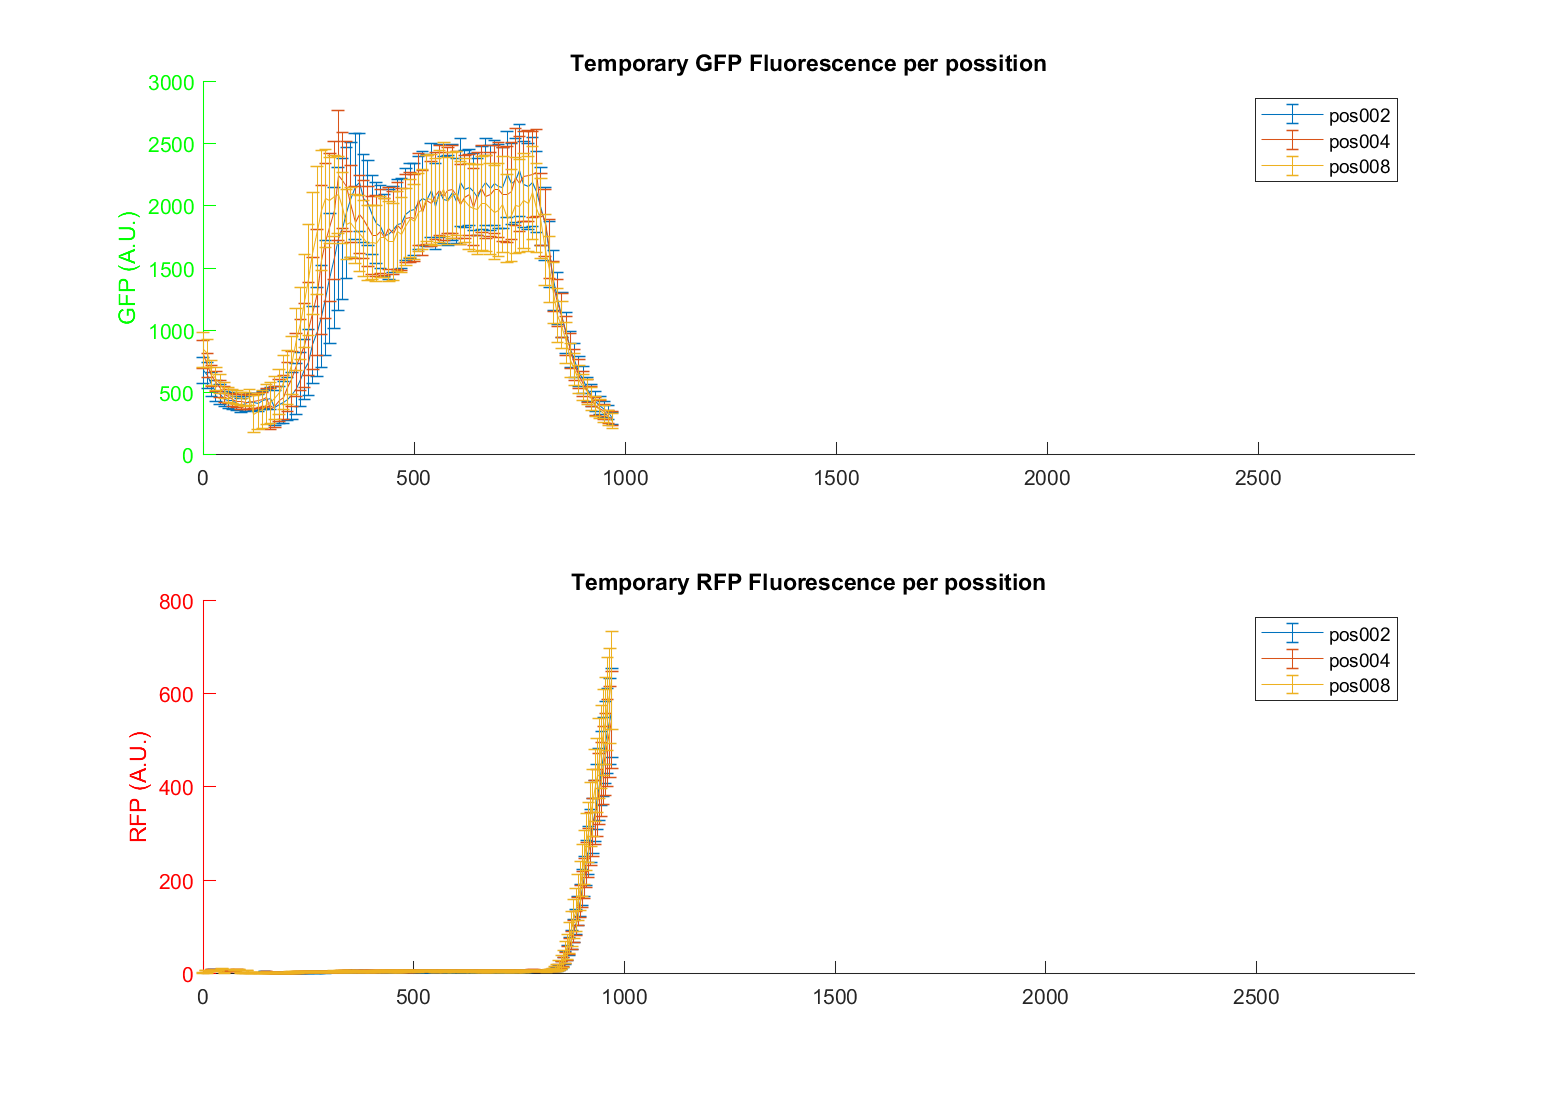 Temporary GFP Fluorescence per possition
3000
2500
2000
1500
1000
500
0
GFP (A.U.)
0 500 1000 1500 2000 2500
pos002
pos004
pos008
Temporary RFP Fluorescence per possition
800
600
400
200
0
RFP (A.U.)
0 500 1000 1500 2000 2500
pos002
pos004
pos008